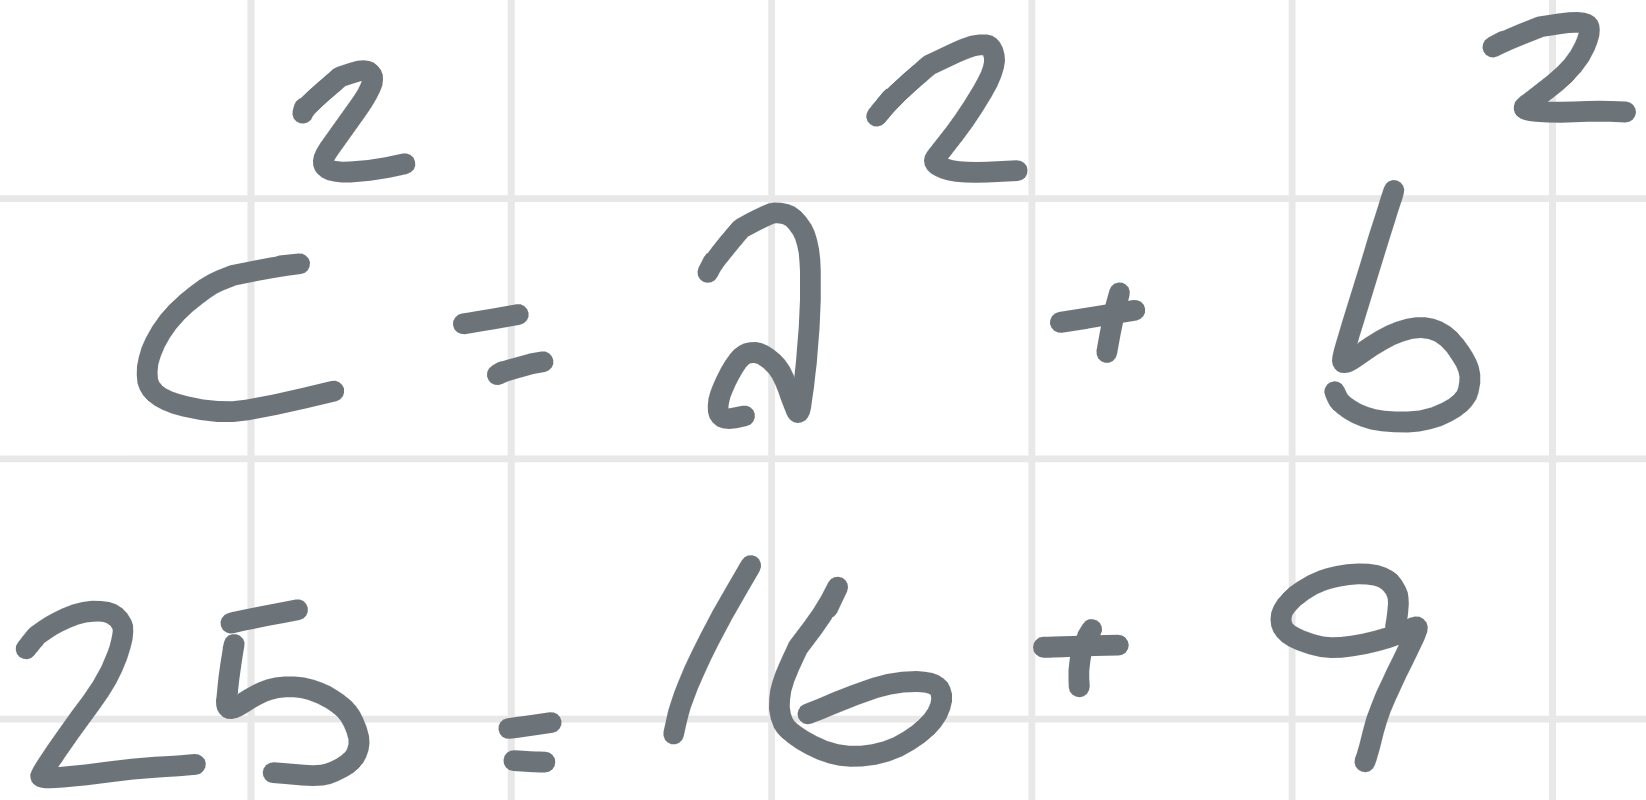 c² = a² + b²
25 = 16 + 9